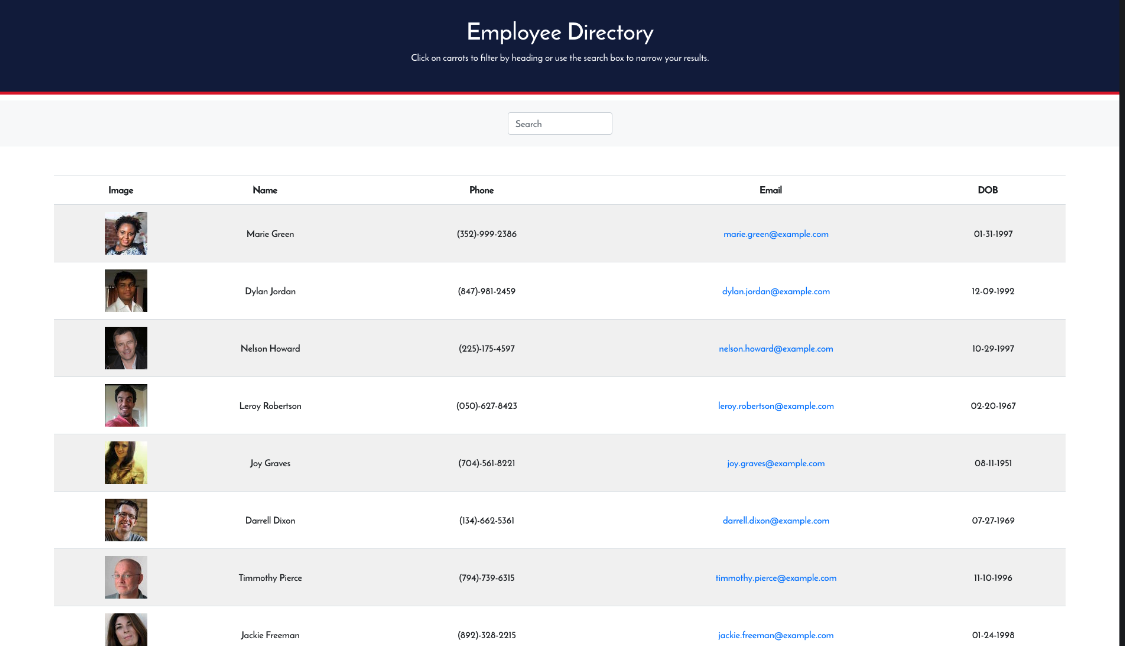 Employee Directory
Click on carrots to filter by heading or use the search box to narrow your results.
Search
Image Name Phone Email DOB
Marie Green (352)-999-2386 marie.green@example.com 01-31-1997
Dylan Jordan (847)-981-2459 dylan.jordan@example.com 12-09-1992
Nelson Howard (225)-175-4597 nelson.howard@example.com 10-29-1997
Leroy Robertson (050)-627-8423 leroy.robertson@example.com 02-20-1967
Joy Graves (704)-561-8221 joy.graves@example.com 08-11-1951
Darrell Dixon (134)-662-5361 darrell.dixon@example.com 07-27-1969
Timmothy Pierce (794)-739-6315 timmothy.pierce@example.com 11-10-1996
Jackie Freeman (892)-328-2215 jackie.freeman@example.com 01-24-1998